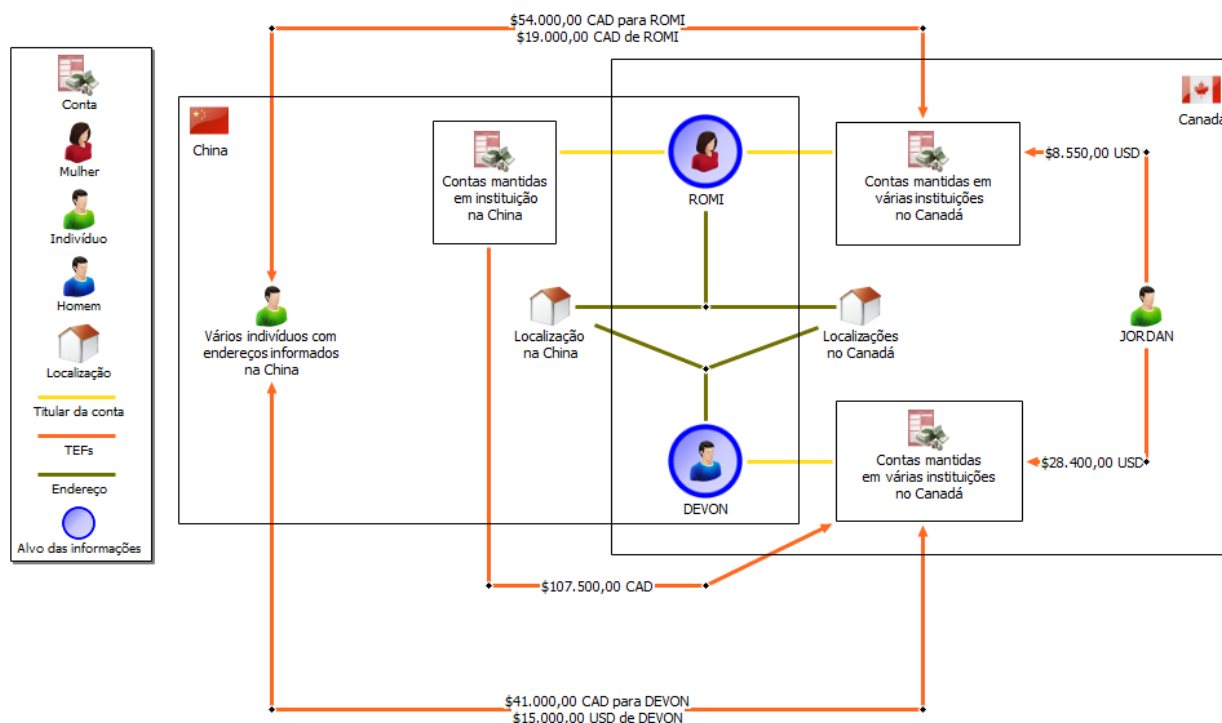 $54.000,00 CAD para ROMI
$19.000,00 CAD de ROMI
Conta
Mulher
Indivíduo
Homem
Localização
Titular da conta
TEFs
Endereço
Alvo das informações
China
Canadá
Contas mantidas
em instituição
na China
ROMI
Contas mantidas em
várias instituições
no Canadá
$8.550,00 USD
Vários indivíduos com
endereços informados
na China
Localização
na China
Localizações
no Canadá
JORDAN
DEVON
Contas mantidas
em várias instituições
no Canadá
$28.400,00 USD
$107.500,00 CAD
$41.000,00 CAD para DEVON
$15.000,00 USD de DEVON